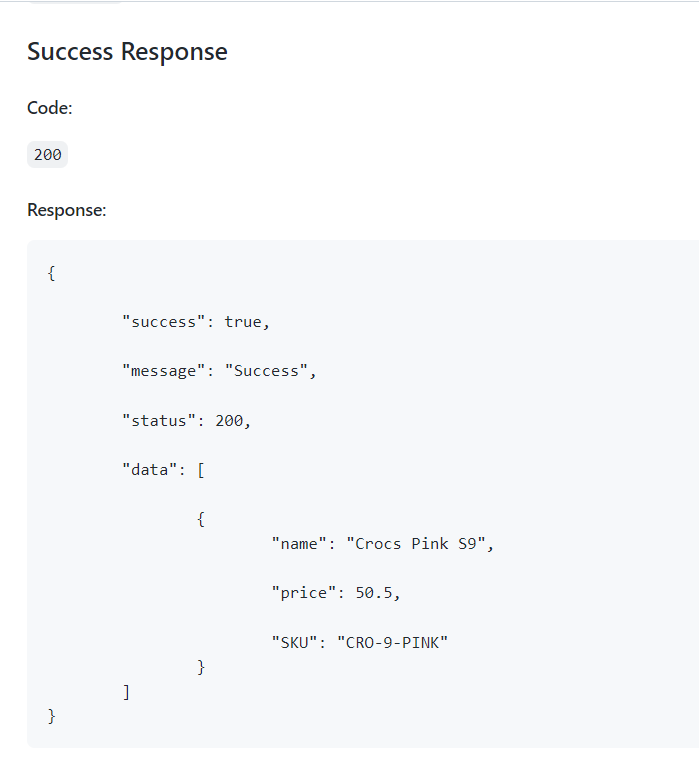 Success Response
Code:
200
Response:
{
"success": true,
"message": "Success",
"status": 200,
"data": [
{
"name": "Crocs Pink S9",
"price": 50.5,
"SKU": "CRO-9-PINK"
}
]
}